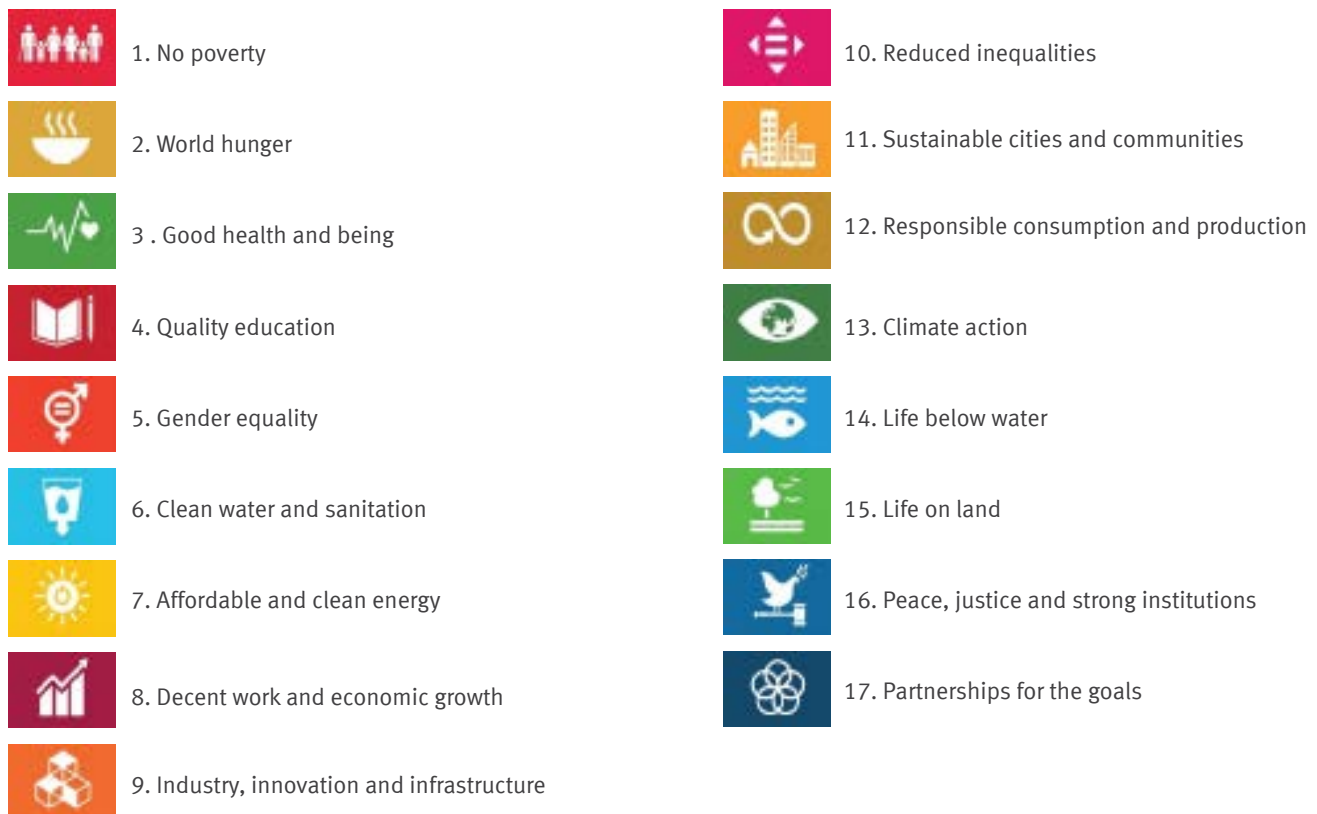 1. No poverty
2. World hunger
3 . Good health and being
4. Quality education
5. Gender equality
6. Clean water and sanitation
7. Affordable and clean energy
8. Decent work and economic growth
9. Industry, innovation and infrastructure
10. Reduced inequalities
11. Sustainable cities and communities
12. Responsible consumption and production
13. Climate action
14. Life below water
15. Life on land
16. Peace, justice and strong institutions
17. Partnerships for the goals